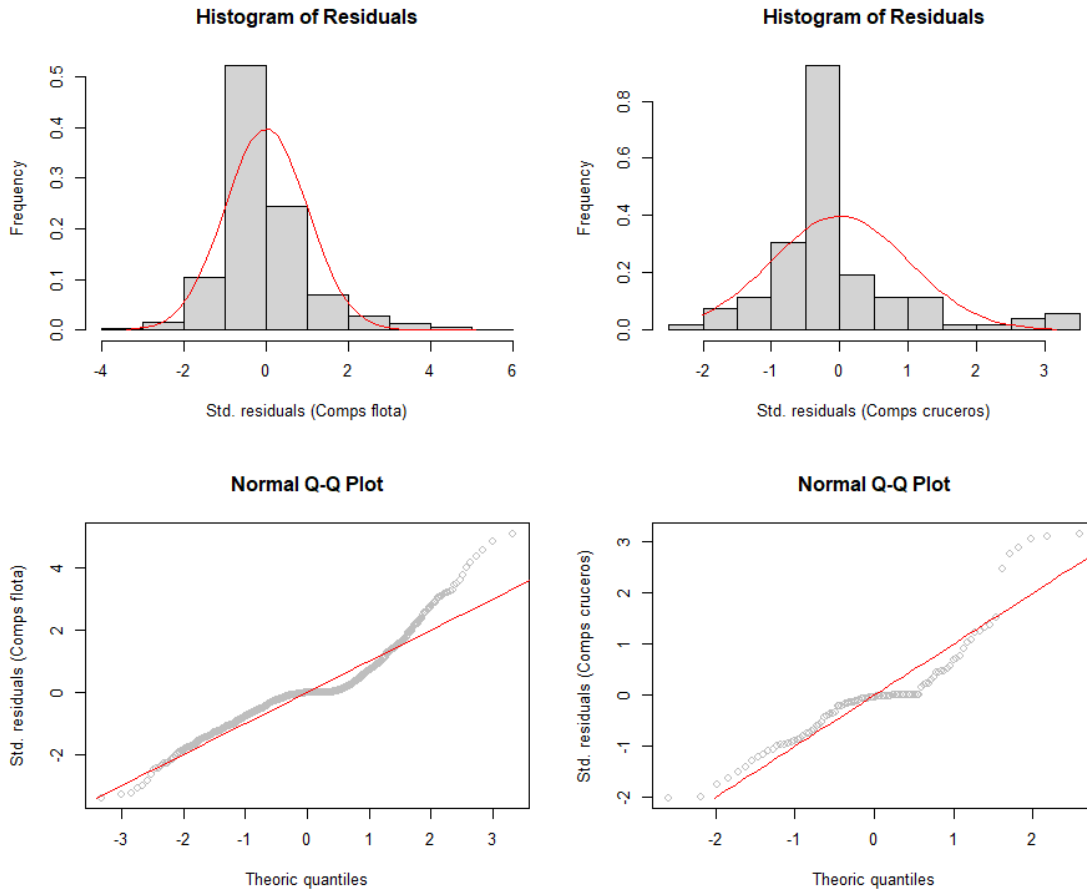 Histogram of Residuals
Frequency
0.0 0.1 0.2 0.3 0.4 0.5
-4 -2 0 2 4 6
Std. residuals (Comps flota)
Histogram of Residuals
Frequency
0.0 0.2 0.4 0.6 0.8
-2 -1 0 1 2 3
Std. residuals (Comps cruceros)
Normal Q-Q Plot
Std. residuals (Comps flota)
-2 0 2 4
-3 -2 -1 0 1 2 3
Theoric quantiles
Normal Q-Q Plot
Std. residuals (Comps cruceros)
-2 -1 0 1 2 3
-2 -1 0 1 2
Theoric quantiles